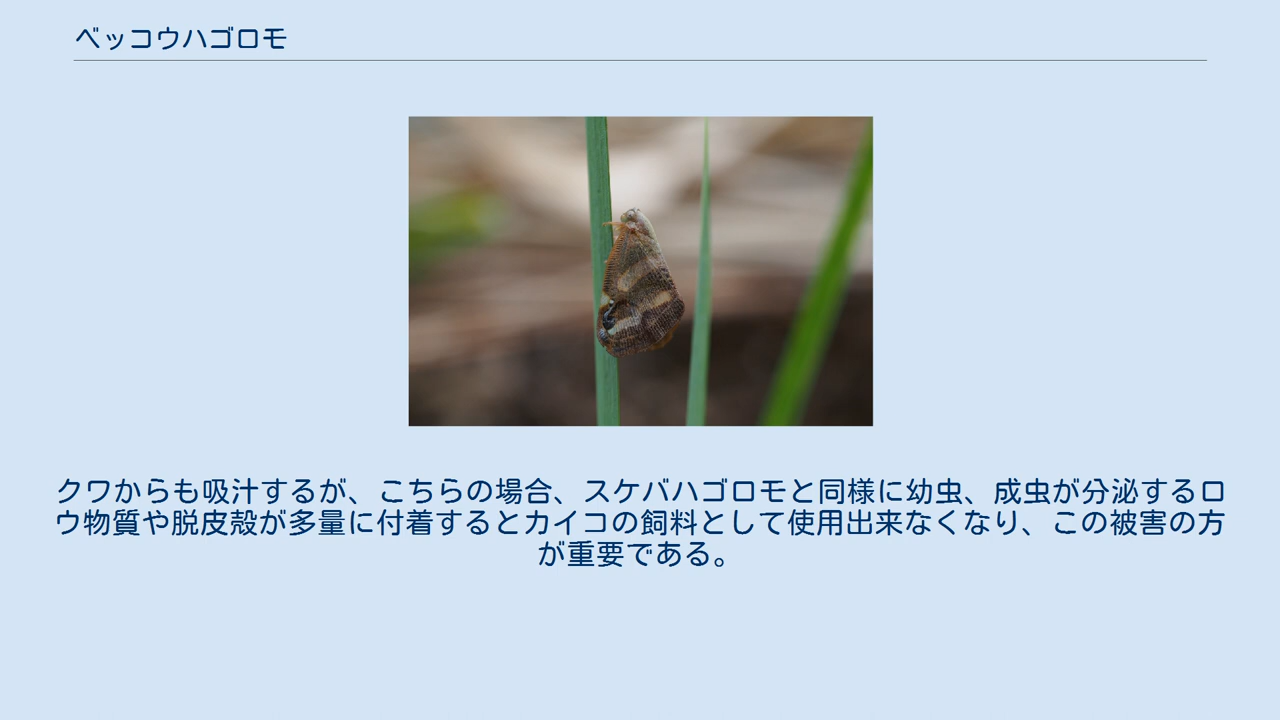 ベッコウハゴロモ
クワからも吸汁するが、こちらの場合、スケバハゴロモと同様に幼虫、成虫が分泌するロ
ウ物質や脱皮殻が多量に付着するとカイコの飼料として使用出来なくなり、この被害の方
が重要である。